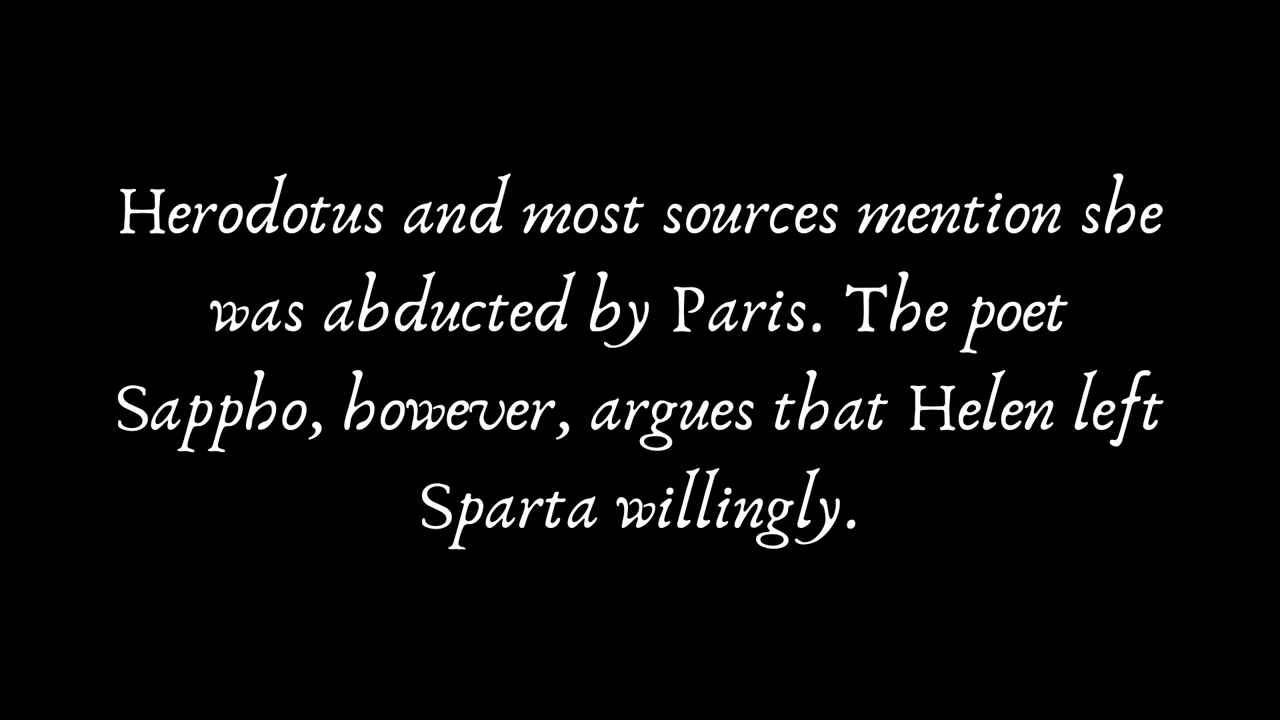 Herodotus and most sources mention she
was abducted by Paris. The poet
Sappho, however, argues that Helen left
Sparta willingly.